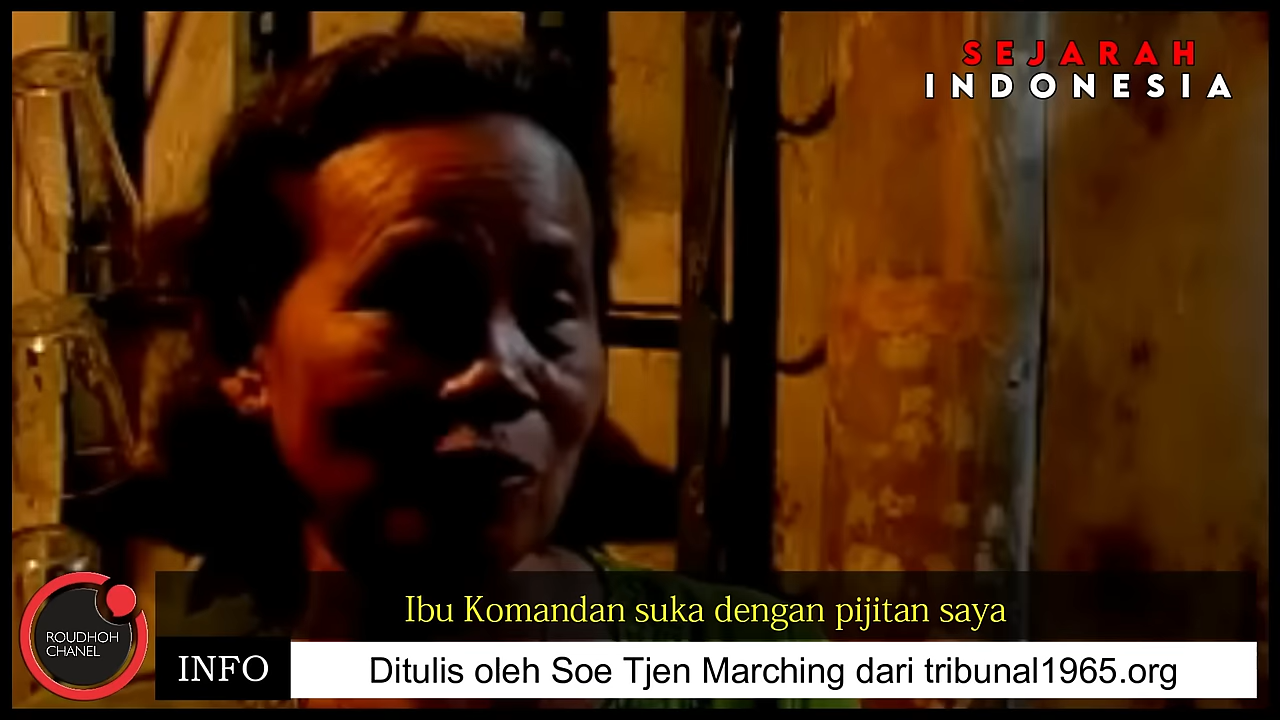 SEJARAH
INDONESIA
Ibu Komandan suka dengan pijitan saya
ROUDHOH
CHANEL
INFO
Ditulis oleh Soe Tjen Marching dari tribunal1965.org